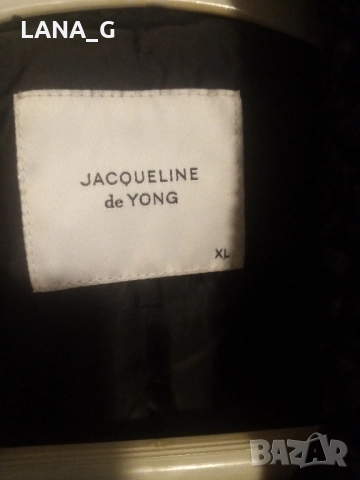 LANA_G
JACQUELINE
de YONG
XL
BAZAR